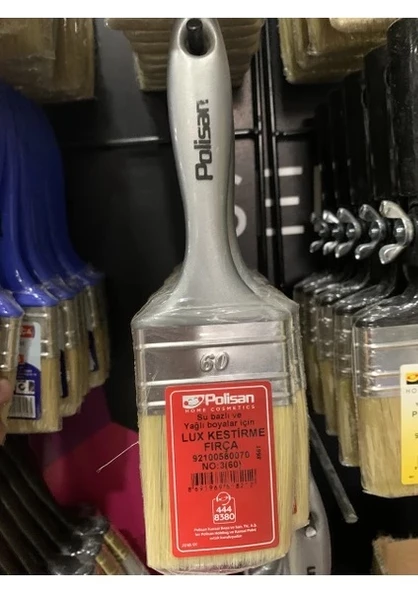 Polisan
60
Polisan
HOME COSMETICS
Su bazlı ve
Yağlı boyalar için
LUX KESTİRME
FIRÇA
92100580070
NO:3(60)
444
8380